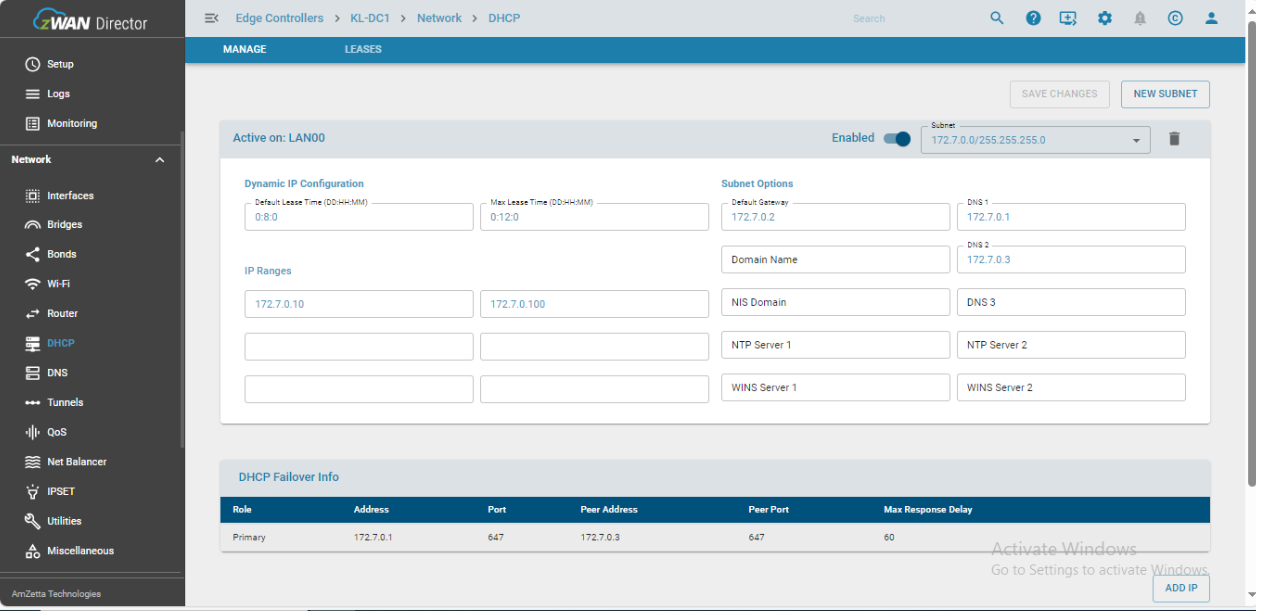 zWAN Director
Edge Controllers > KL-DC1 > Network > DHCP
Search
MANAGE LEASES
Setup
Logs
Monitoring
Network
Interfaces
Bridges
Bonds
Wi-Fi
Router
DHCP
DNS
Tunnels
QoS
Net Balancer
IPSET
Utilities
Miscellaneous
AmZetta Technologies
SAVE CHANGES NEW SUBNET
Active on: LAN00
Enabled
Subnet
172.7.0.0/255.255.255.0
Dynamic IP Configuration
Default Lease Time (DD:HH:MM)
0:8:0
Max Lease Time (DD:HH:MM)
0:12:0
IP Ranges
172.7.0.10 172.7.0.100
Subnet Options
Default Gateway
172.7.0.2
DNS 1
172.7.0.1
Domain Name
DNS 2
172.7.0.3
NIS Domain DNS 3
NTP Server 1 NTP Server 2
WINS Server 1 WINS Server 2
DHCP Failover Info
Role Address Port Peer Address Peer Port Max Response Delay
Primary 172.7.0.1 647 172.7.0.3 647 60
Activate Windows
Go to Settings to activate Windows.
ADD IP